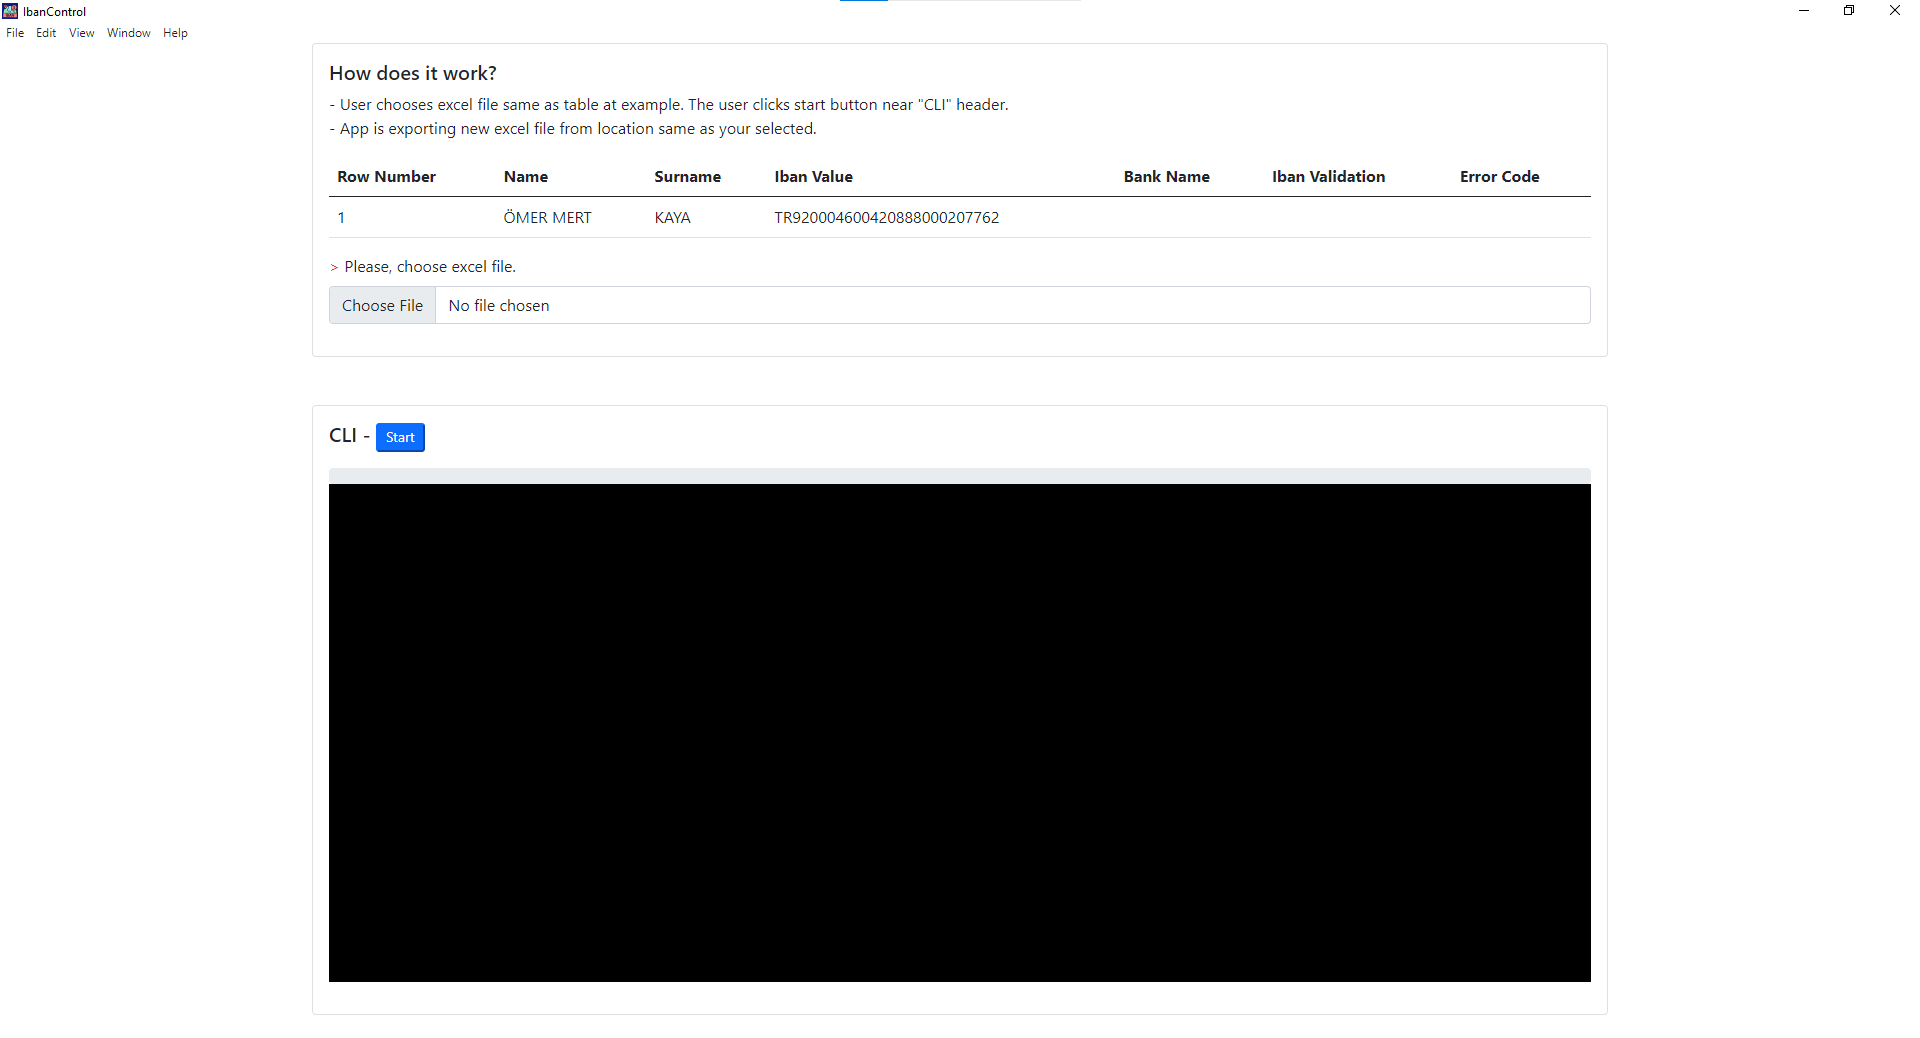 IbanControl
File Edit View Window Help
How does it work?
- User chooses excel file same as table at example. The user clicks start button near "CLI" header.
- App is exporting new excel file from location same as your selected.
Row Number Name Surname Iban Value Bank Name Iban Validation Error Code
1 ÖMER MERT KAYA TR920004600420888000207762
> Please, choose excel file.
Choose File No file chosen
CLI - Start